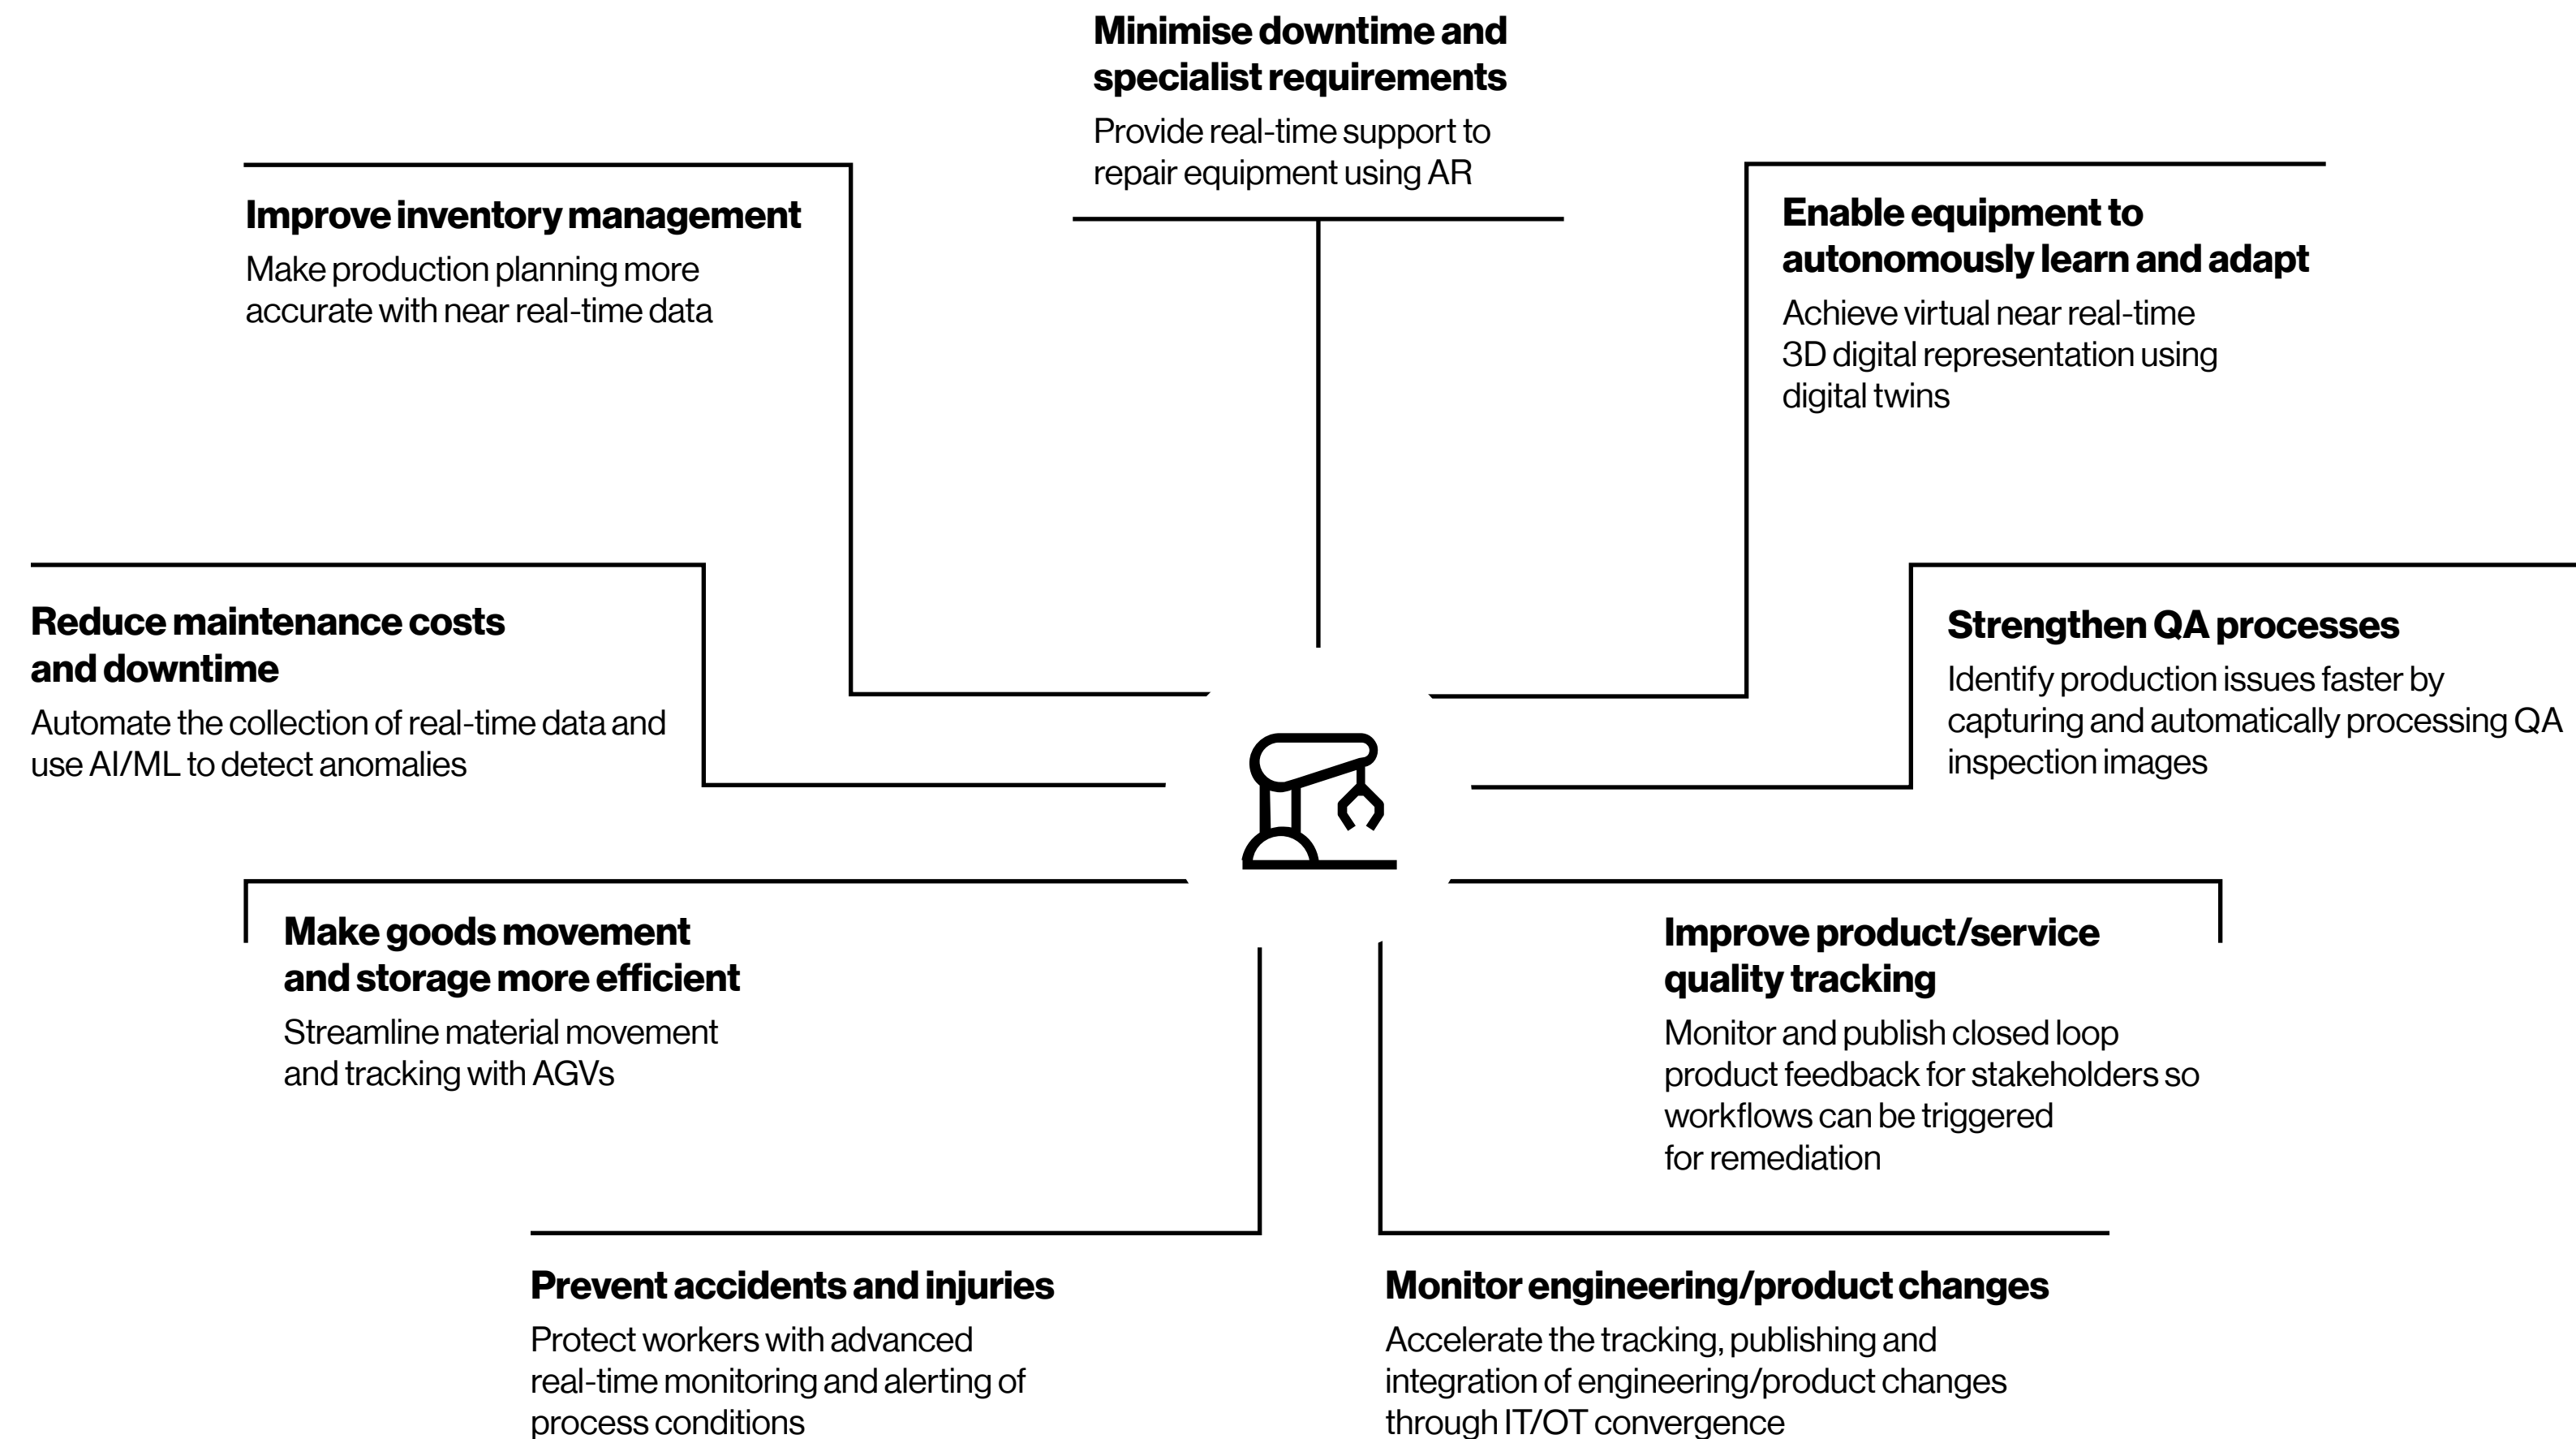 Minimise downtime and
specialist requirements
Provide real-time support to
repair equipment using AR
Improve inventory management
Make production planning more
accurate with near real-time data
Enable equipment to
autonomously learn and adapt
Achieve virtual near real-time
3D digital representation using
digital twins
Reduce maintenance costs
and downtime
Automate the collection of real-time data and
use AI/ML to detect anomalies
Strengthen QA processes
Identify production issues faster by
capturing and automatically processing QA
inspection images
Make goods movement
and storage more efficient
Streamline material movement
and tracking with AGVs
Improve product/service
quality tracking
Monitor and publish closed loop
product feedback for stakeholders so
workflows can be triggered
for remediation
Prevent accidents and injuries
Protect workers with advanced
real-time monitoring and alerting of
process conditions
Monitor engineering/product changes
Accelerate the tracking, publishing and
integration of engineering/product changes
through IT/OT convergence